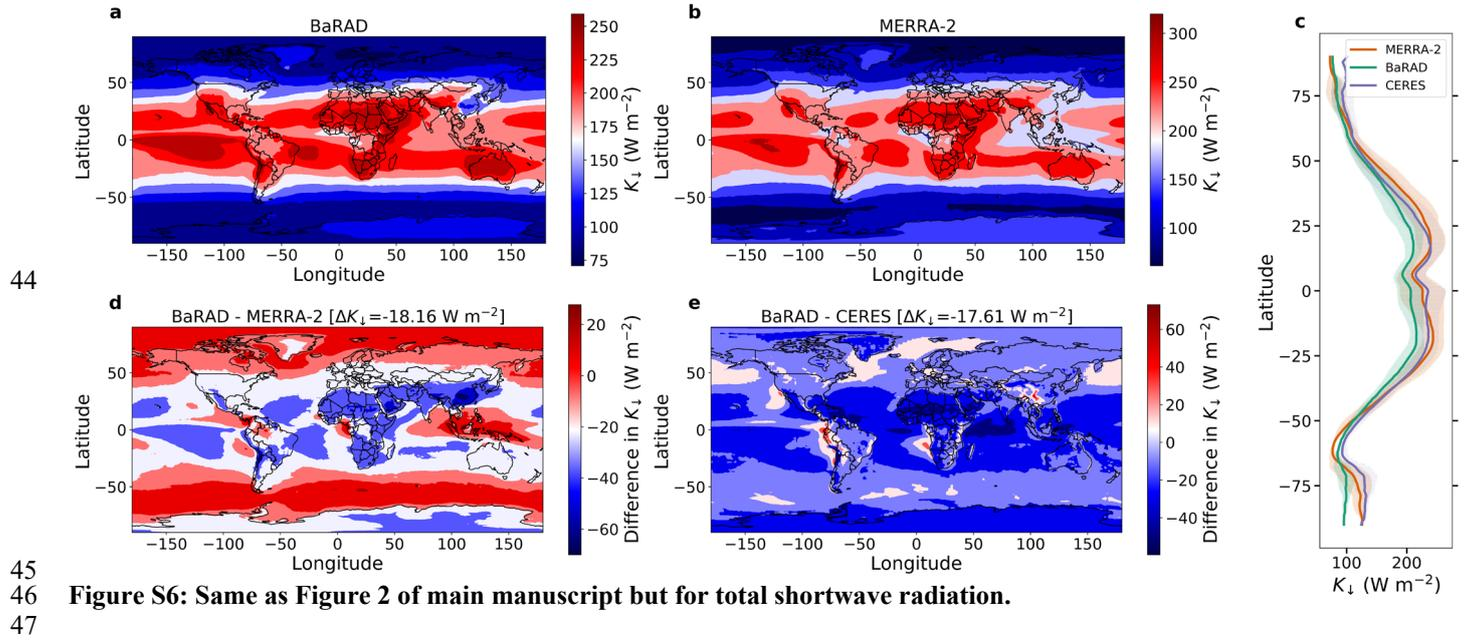 a
BaRAD
50
0
−50
Latitude
−150 −100 −50 0 50 100 150
Longitude
250
225
200
175
150
125
100
75
K↓ (W m−2)
b
MERRA-2
50
0
−50
Latitude
−150 −100 −50 0 50 100 150
Longitude
300
250
200
150
100
K↓ (W m−2)
c
MERRA-2
BaRAD
CERES
75
50
25
0
−25
−50
−75
Latitude
100 200
K↓ (W m−2)
44
d
BaRAD - MERRA-2 [ΔK↓=-18.16 W m−2]
50
0
−50
Latitude
−150 −100 −50 0 50 100 150
Longitude
20
0
−20
−40
−60
Difference in K↓ (W m−2)
e
BaRAD - CERES [ΔK↓=-17.61 W m−2]
50
0
−50
Latitude
−150 −100 −50 0 50 100 150
Longitude
60
40
20
0
−20
−40
Difference in K↓ (W m−2)
45
46 Figure S6: Same as Figure 2 of main manuscript but for total shortwave radiation.
47